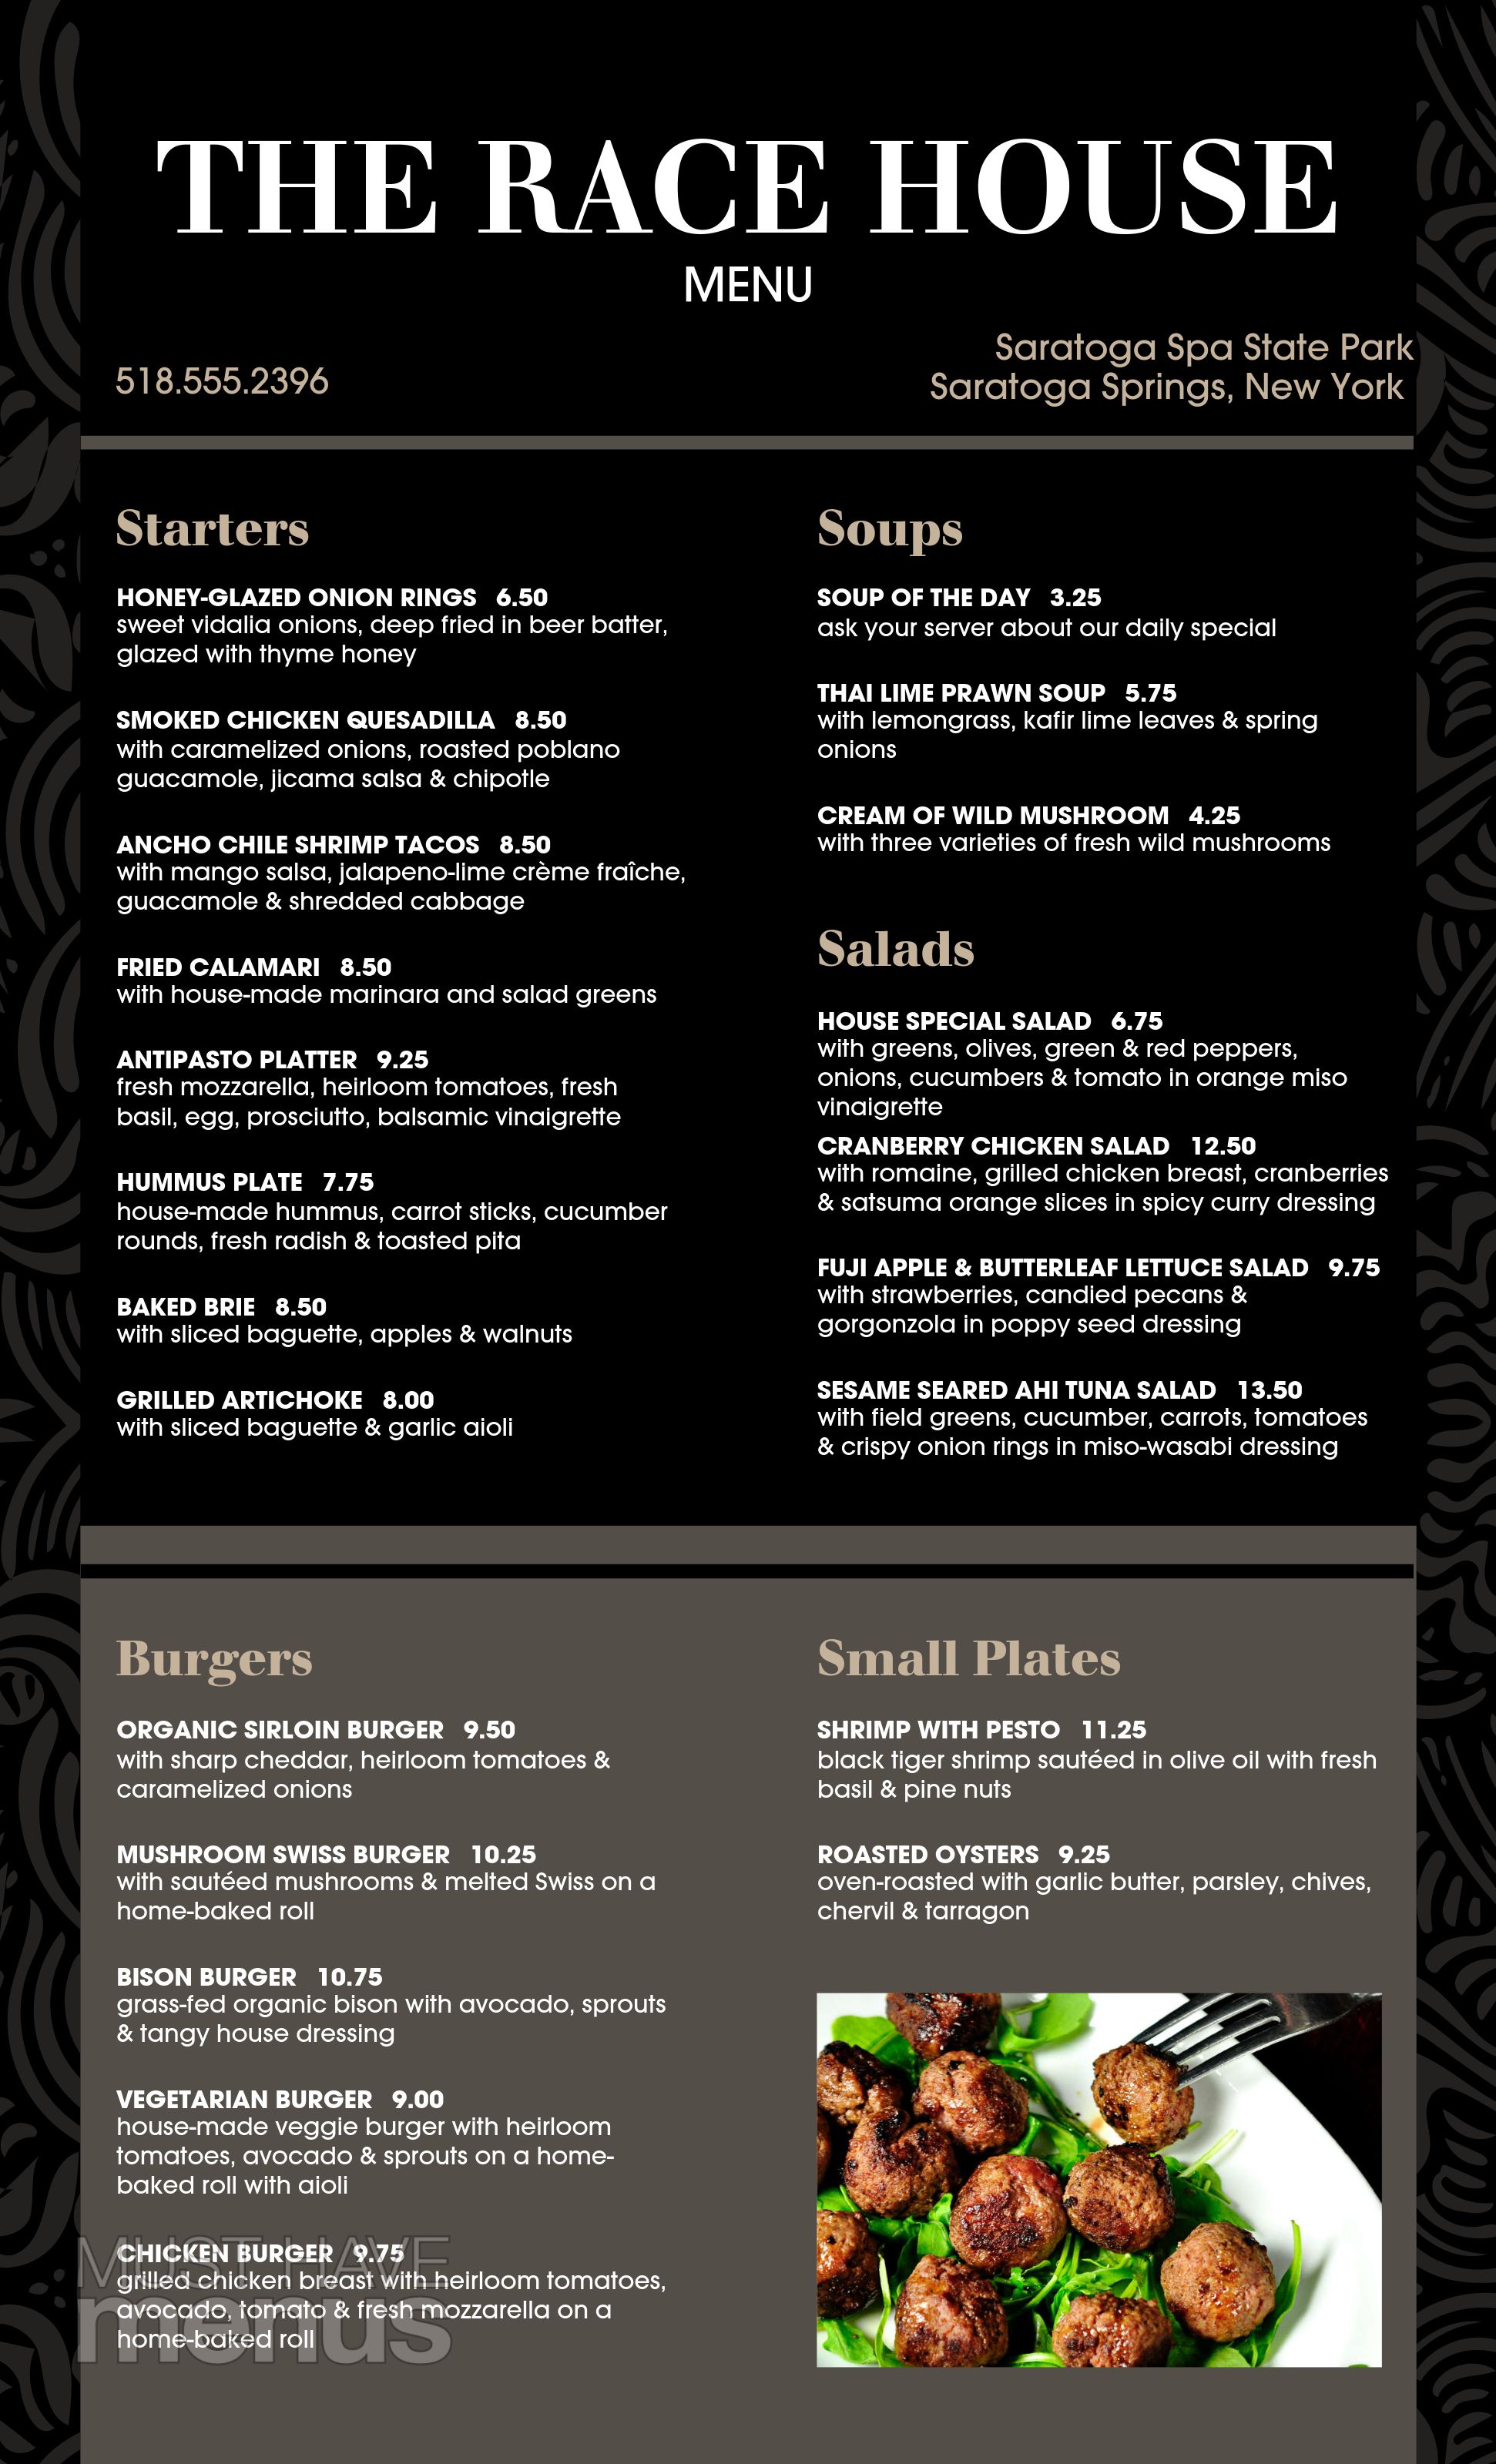 THE RACE HOUSE
MENU
518.555.2396
Saratoga Spa State Park
Saratoga Springs, New York
Starters
HONEY-GLAZED ONION RINGS 6.50
sweet vidalia onions, deep fried in beer batter,
glazed with thyme honey
SMOKED CHICKEN QUESADILLA 8.50
with caramelized onions, roasted poblano
guacamole, jicama salsa & chipotle
ANCHO CHILE SHRIMP TACOS 8.50
with mango salsa, jalapeno-lime crème fraîche,
guacamole & shredded cabbage
FRIED CALAMARI 8.50
with house-made marinara and salad greens
ANTIPASTO PLATTER 9.25
fresh mozzarella, heirloom tomatoes, fresh
basil, egg, prosciutto, balsamic vinaigrette
HUMMUS PLATE 7.75
house-made hummus, carrot sticks, cucumber
rounds, fresh radish & toasted pita
BAKED BRIE 8.50
with sliced baguette, apples & walnuts
GRILLED ARTICHOKE 8.00
with sliced baguette & garlic aioli
Soups
SOUP OF THE DAY 3.25
ask your server about our daily special
THAI LIME PRAWN SOUP 5.75
with lemongrass, kafir lime leaves & spring
onions
CREAM OF WILD MUSHROOM 4.25
with three varieties of fresh wild mushrooms
Salads
HOUSE SPECIAL SALAD 6.75
with greens, olives, green & red peppers,
onions, cucumbers & tomato in orange miso
vinaigrette
CRANBERRY CHICKEN SALAD 12.50
with romaine, grilled chicken breast, cranberries
& satsuma orange slices in spicy curry dressing
FUJI APPLE & BUTTERLEAF LETTUCE SALAD 9.75
with strawberries, candied pecans &
gorgonzola in poppy seed dressing
SESAME SEARED AHI TUNA SALAD 13.50
with field greens, cucumber, carrots, tomatoes
& crispy onion rings in miso-wasabi dressing
Burgers
ORGANIC SIRLOIN BURGER 9.50
with sharp cheddar, heirloom tomatoes &
caramelized onions
MUSHROOM SWISS BURGER 10.25
with sautéed mushrooms & melted Swiss on a
home-baked roll
BISON BURGER 10.75
grass-fed organic bison with avocado, sprouts
& tangy house dressing
VEGETARIAN BURGER 9.00
house-made veggie burger with heirloom
tomatoes, avocado & sprouts on a home-
baked roll with aioli
CHICKEN BURGER 9.75
grilled chicken breast with heirloom tomatoes,
avocado, tomato & fresh mozzarella on a
home-baked roll
MUST HAVE
menus
Small Plates
SHRIMP WITH PESTO 11.25
black tiger shrimp sautéed in olive oil with fresh
basil & pine nuts
ROASTED OYSTERS 9.25
oven-roasted with garlic butter, parsley, chives,
chervil & tarragon